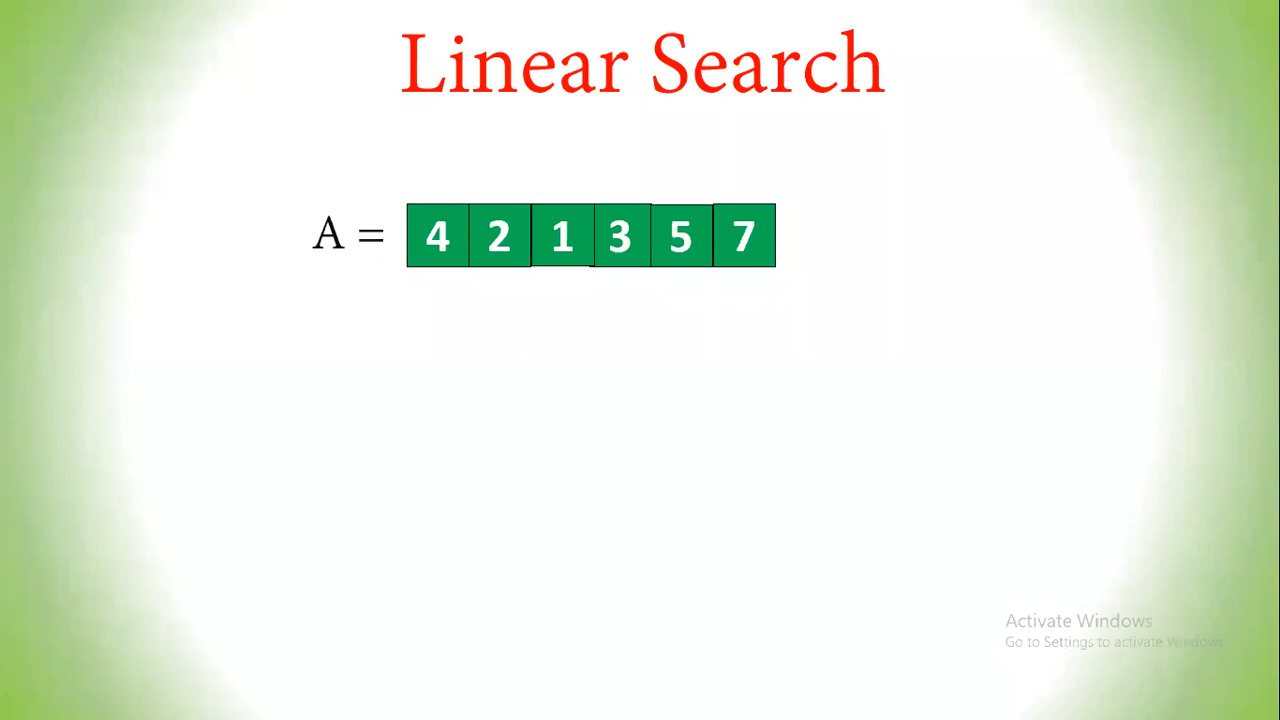 Linear Search
A = 4 2 1 3 5 7
Activate Windows
Go to Settings to activate Windows.